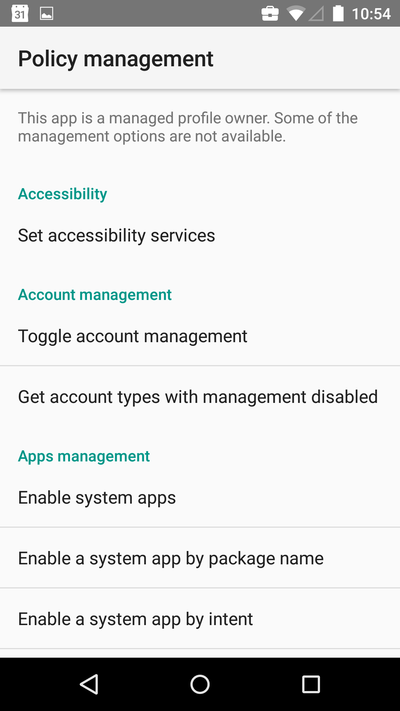 31
10:54
Policy management
This app is a managed profile owner. Some of the
management options are not available.
Accessibility
Set accessibility services
Account management
Toggle account management
Get account types with management disabled
Apps management
Enable system apps
Enable a system app by package name
Enable a system app by intent